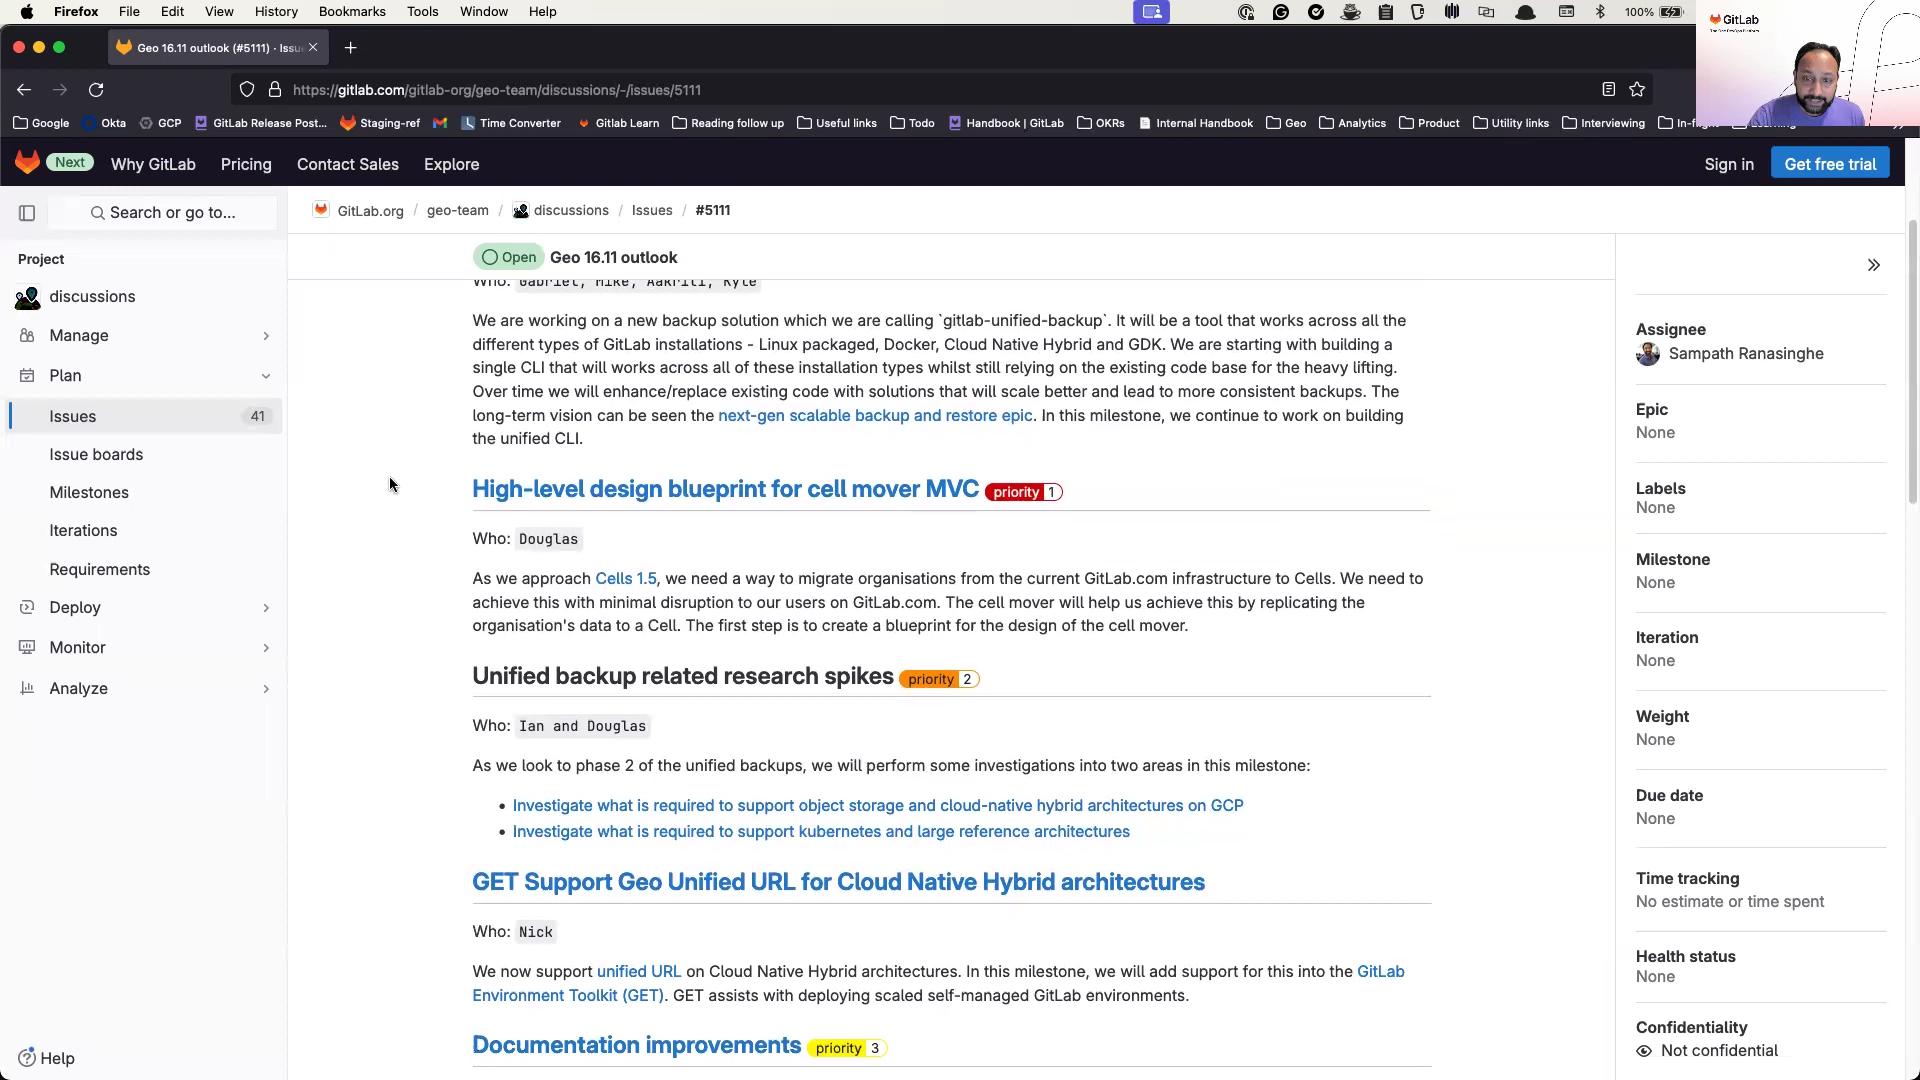 Firefox File Edit View History Bookmarks Tools Window Help 100%
Geo 16.11 outlook (#5111) · Issu
GitLab
https://gitlab.com/gitlab-org/geo-team/discussions/-/issues/5111
Google Okta GCP GitLab Release Post... Staging-ref Time Converter Gitlab Learn Reading follow up Useful links Todo Handbook | GitLab OKRs Internal Handbook Geo Analytics Product Utility links Interviewing
Next Why GitLab Pricing Contact Sales Explore Sign in Get free trial
Search or go to...
GitLab.org / geo-team / discussions / Issues / #5111
Project
discussions
Manage
Plan
Issues 41
Issue boards
Milestones
Iterations
Requirements
Deploy
Monitor
Analyze
Help
Open Geo 16.11 outlook
Who: Gabriel, Mike, Aakriti, Kyle
We are working on a new backup solution which we are calling `gitlab-unified-backup`. It will be a tool that works across all the
different types of GitLab installations - Linux packaged, Docker, Cloud Native Hybrid and GDK. We are starting with building a
single CLI that will works across all of these installation types whilst still relying on the existing code base for the heavy lifting.
Over time we will enhance/replace existing code with solutions that will scale better and lead to more consistent backups. The
long-term vision can be seen the next-gen scalable backup and restore epic. In this milestone, we continue to work on building
the unified CLI.
High-level design blueprint for cell mover MVC priority 1
Who: Douglas
As we approach Cells 1.5, we need a way to migrate organisations from the current GitLab.com infrastructure to Cells. We need to
achieve this with minimal disruption to our users on GitLab.com. The cell mover will help us achieve this by replicating the
organisation's data to a Cell. The first step is to create a blueprint for the design of the cell mover.
Unified backup related research spikes priority 2
Who: Ian and Douglas
As we look to phase 2 of the unified backups, we will perform some investigations into two areas in this milestone:
• Investigate what is required to support object storage and cloud-native hybrid architectures on GCP
• Investigate what is required to support kubernetes and large reference architectures
GET Support Geo Unified URL for Cloud Native Hybrid architectures
Who: Nick
We now support unified URL on Cloud Native Hybrid architectures. In this milestone, we will add support for this into the GitLab
Environment Toolkit (GET). GET assists with deploying scaled self-managed GitLab environments.
Documentation improvements priority 3
Assignee
Sampath Ranasinghe
Epic
None
Labels
None
Milestone
None
Iteration
None
Weight
None
Due date
None
Time tracking
No estimate or time spent
Health status
None
Confidentiality
Not confidential